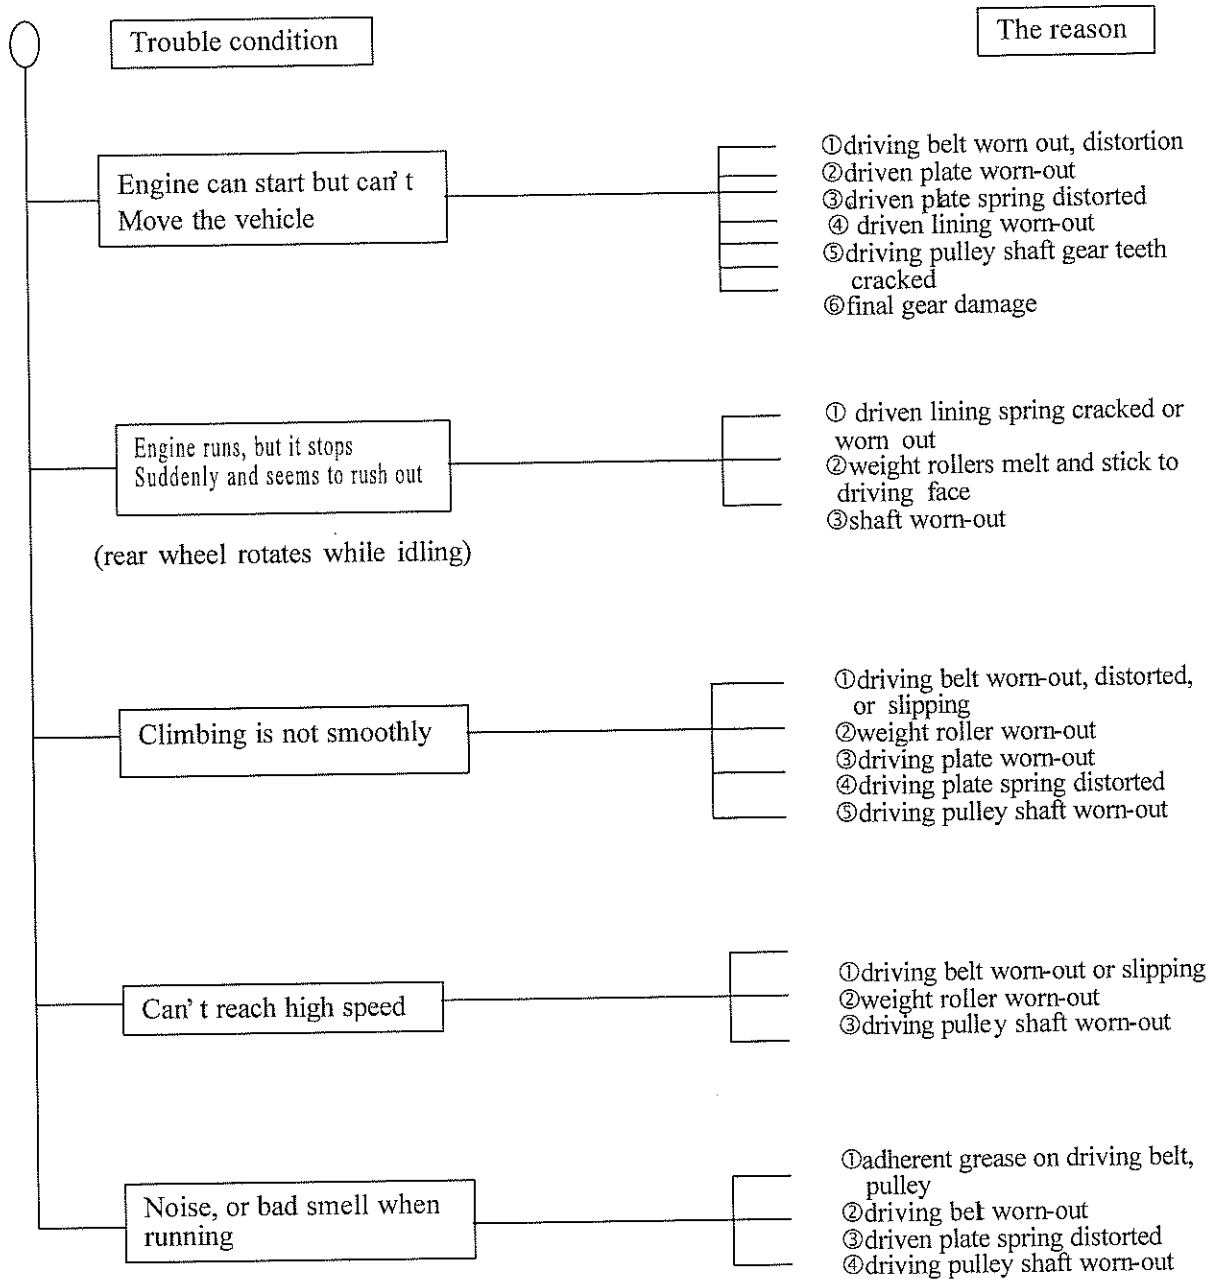 Trouble condition
The reason
Engine can start but can't
Move the vehicle
①driving belt worn out, distortion
②driven plate worn-out
③driven plate spring distorted
④ driven lining worn-out
⑤driving pulley shaft gear teeth
cracked
⑥final gear damage
Engine runs, but it stops
Suddenly and seems to rush out
(rear wheel rotates while idling)
① driven lining spring cracked or
worn out
②weight rollers melt and stick to
driving face
③shaft worn-out
Climbing is not smoothly
①driving belt worn-out, distorted,
or slipping
②weight roller worn-out
③driving plate worn-out
④driving plate spring distorted
⑤driving pulley shaft worn-out
Can't reach high speed
①driving belt worn-out or slipping
②weight roller worn-out
③driving pulley shaft worn-out
Noise, or bad smell when
running
①adherent grease on driving belt,
pulley
②driving belt worn-out
③driven plate spring distorted
④driving pulley shaft worn-out